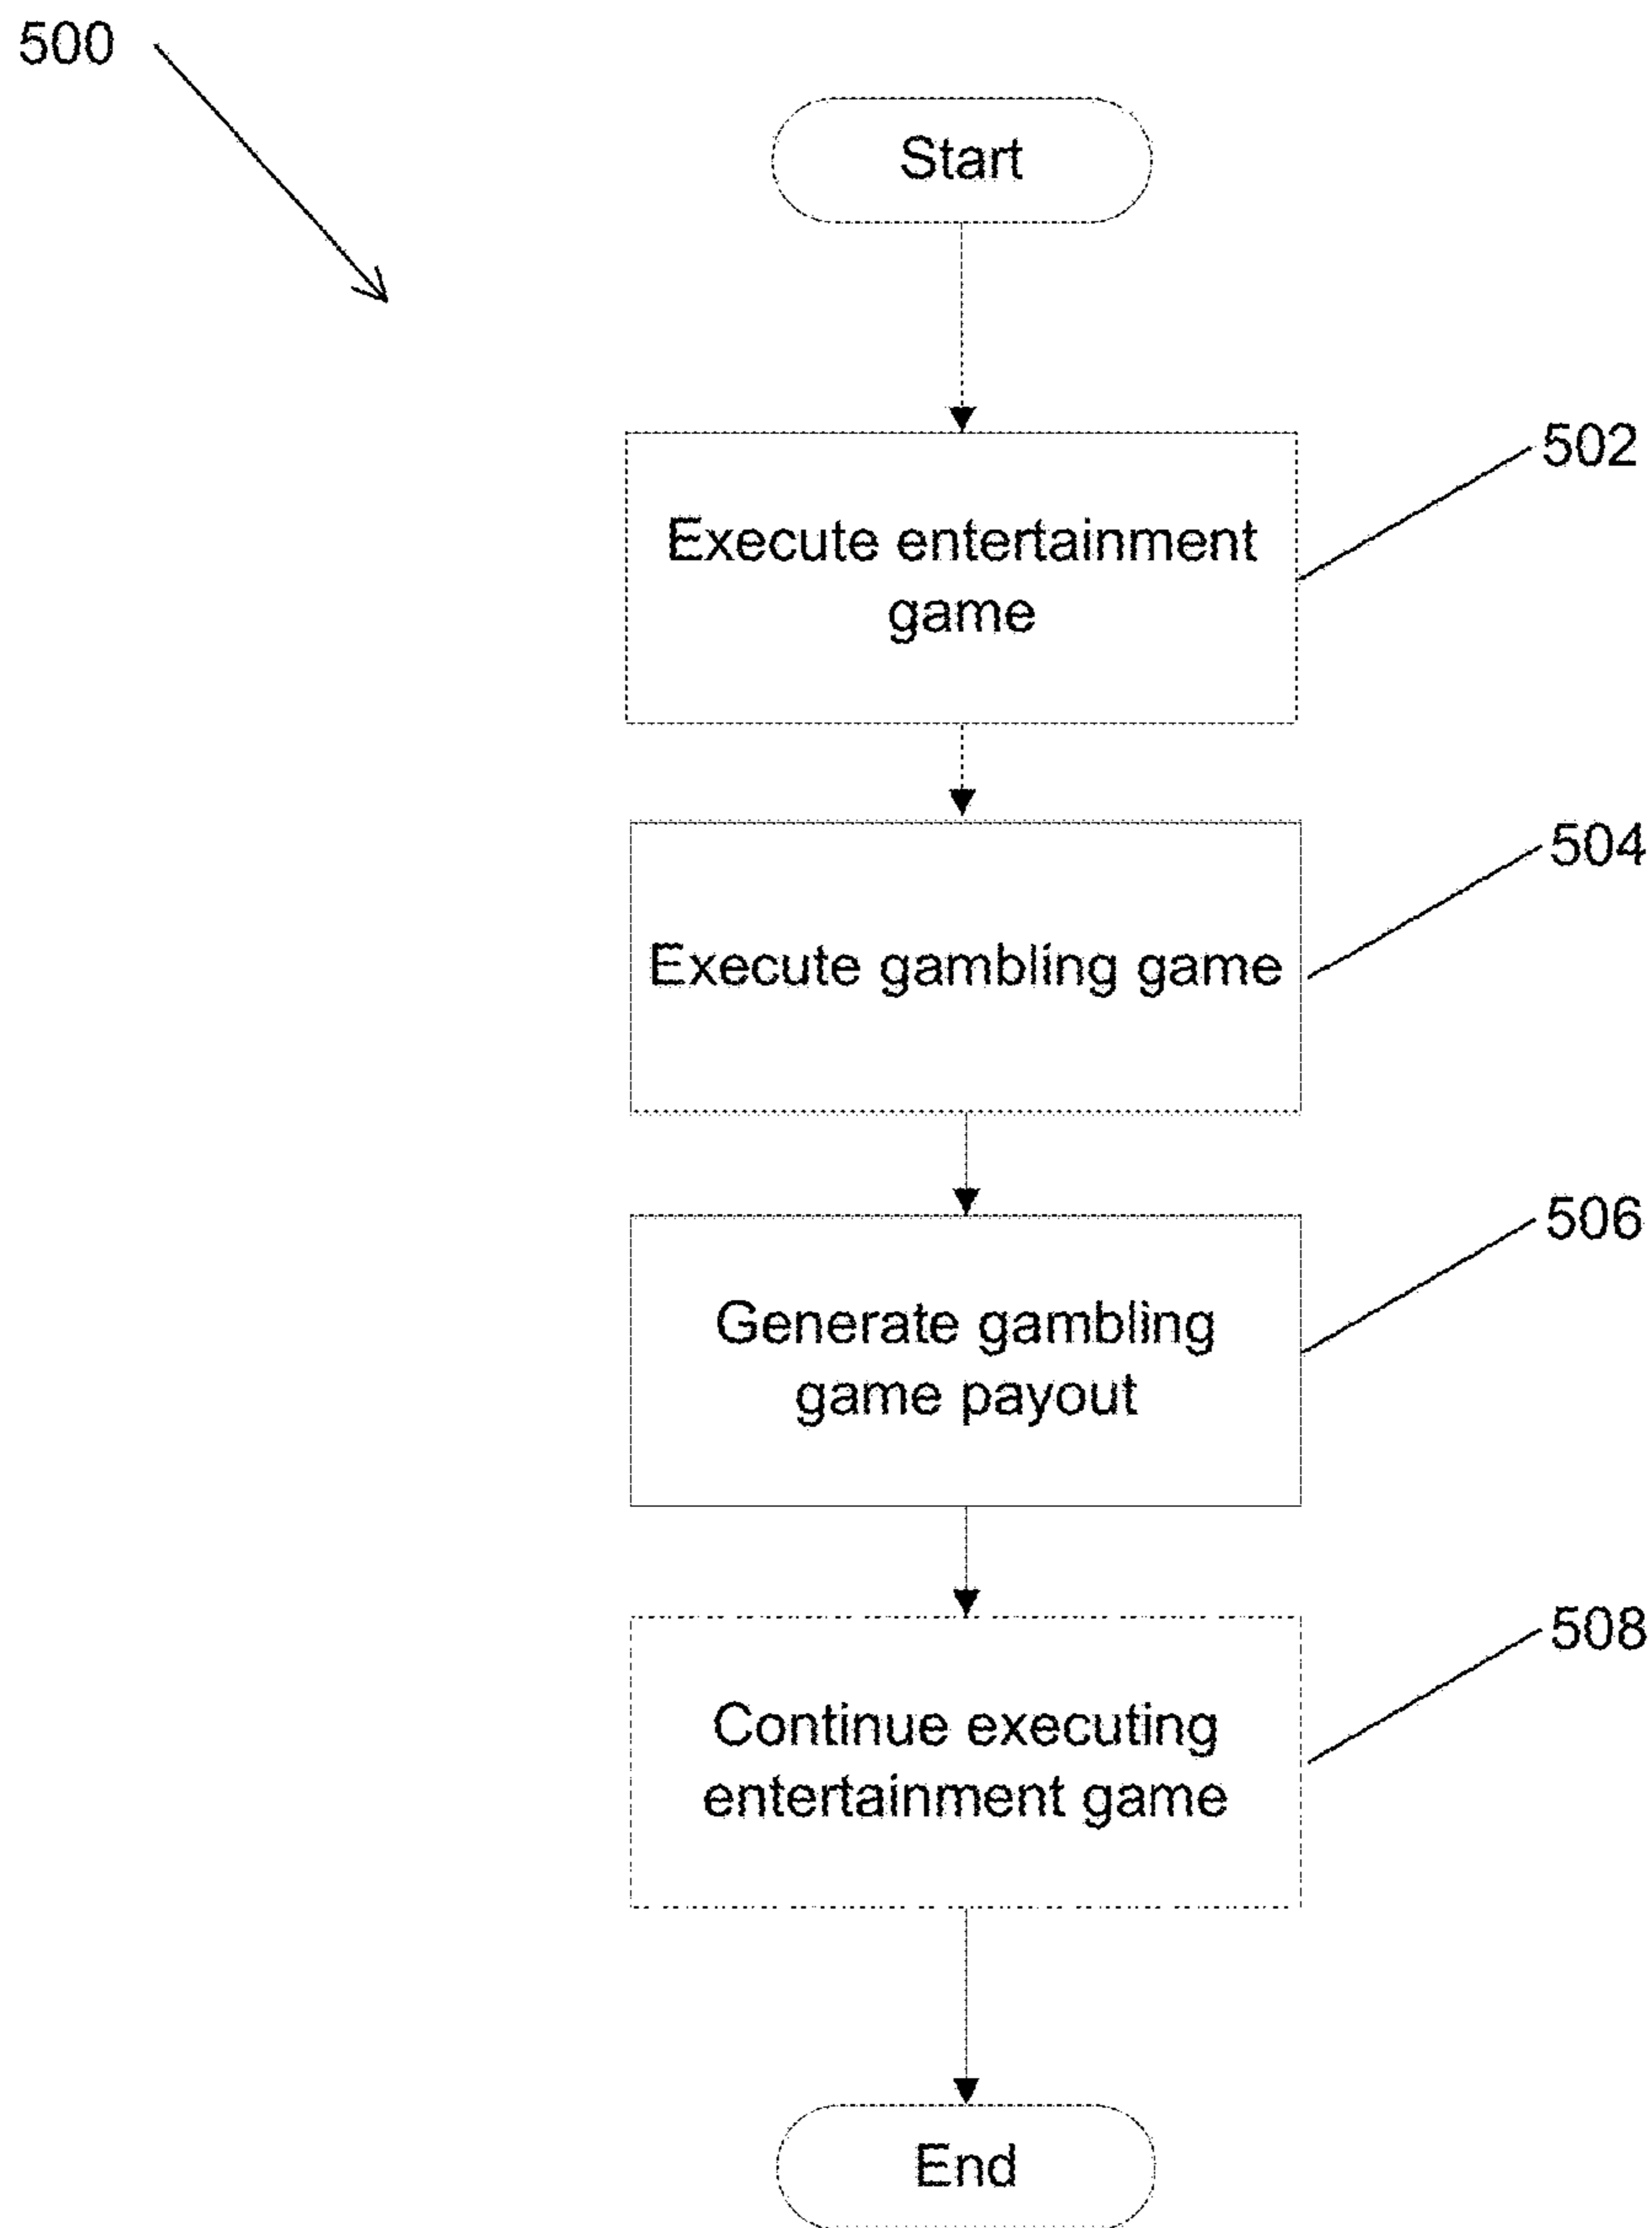 500
Start
502
Execute entertainment
game
504
Execute gambling game
506
Generate gambling
game payout
508
Continue executing
entertainment game
End